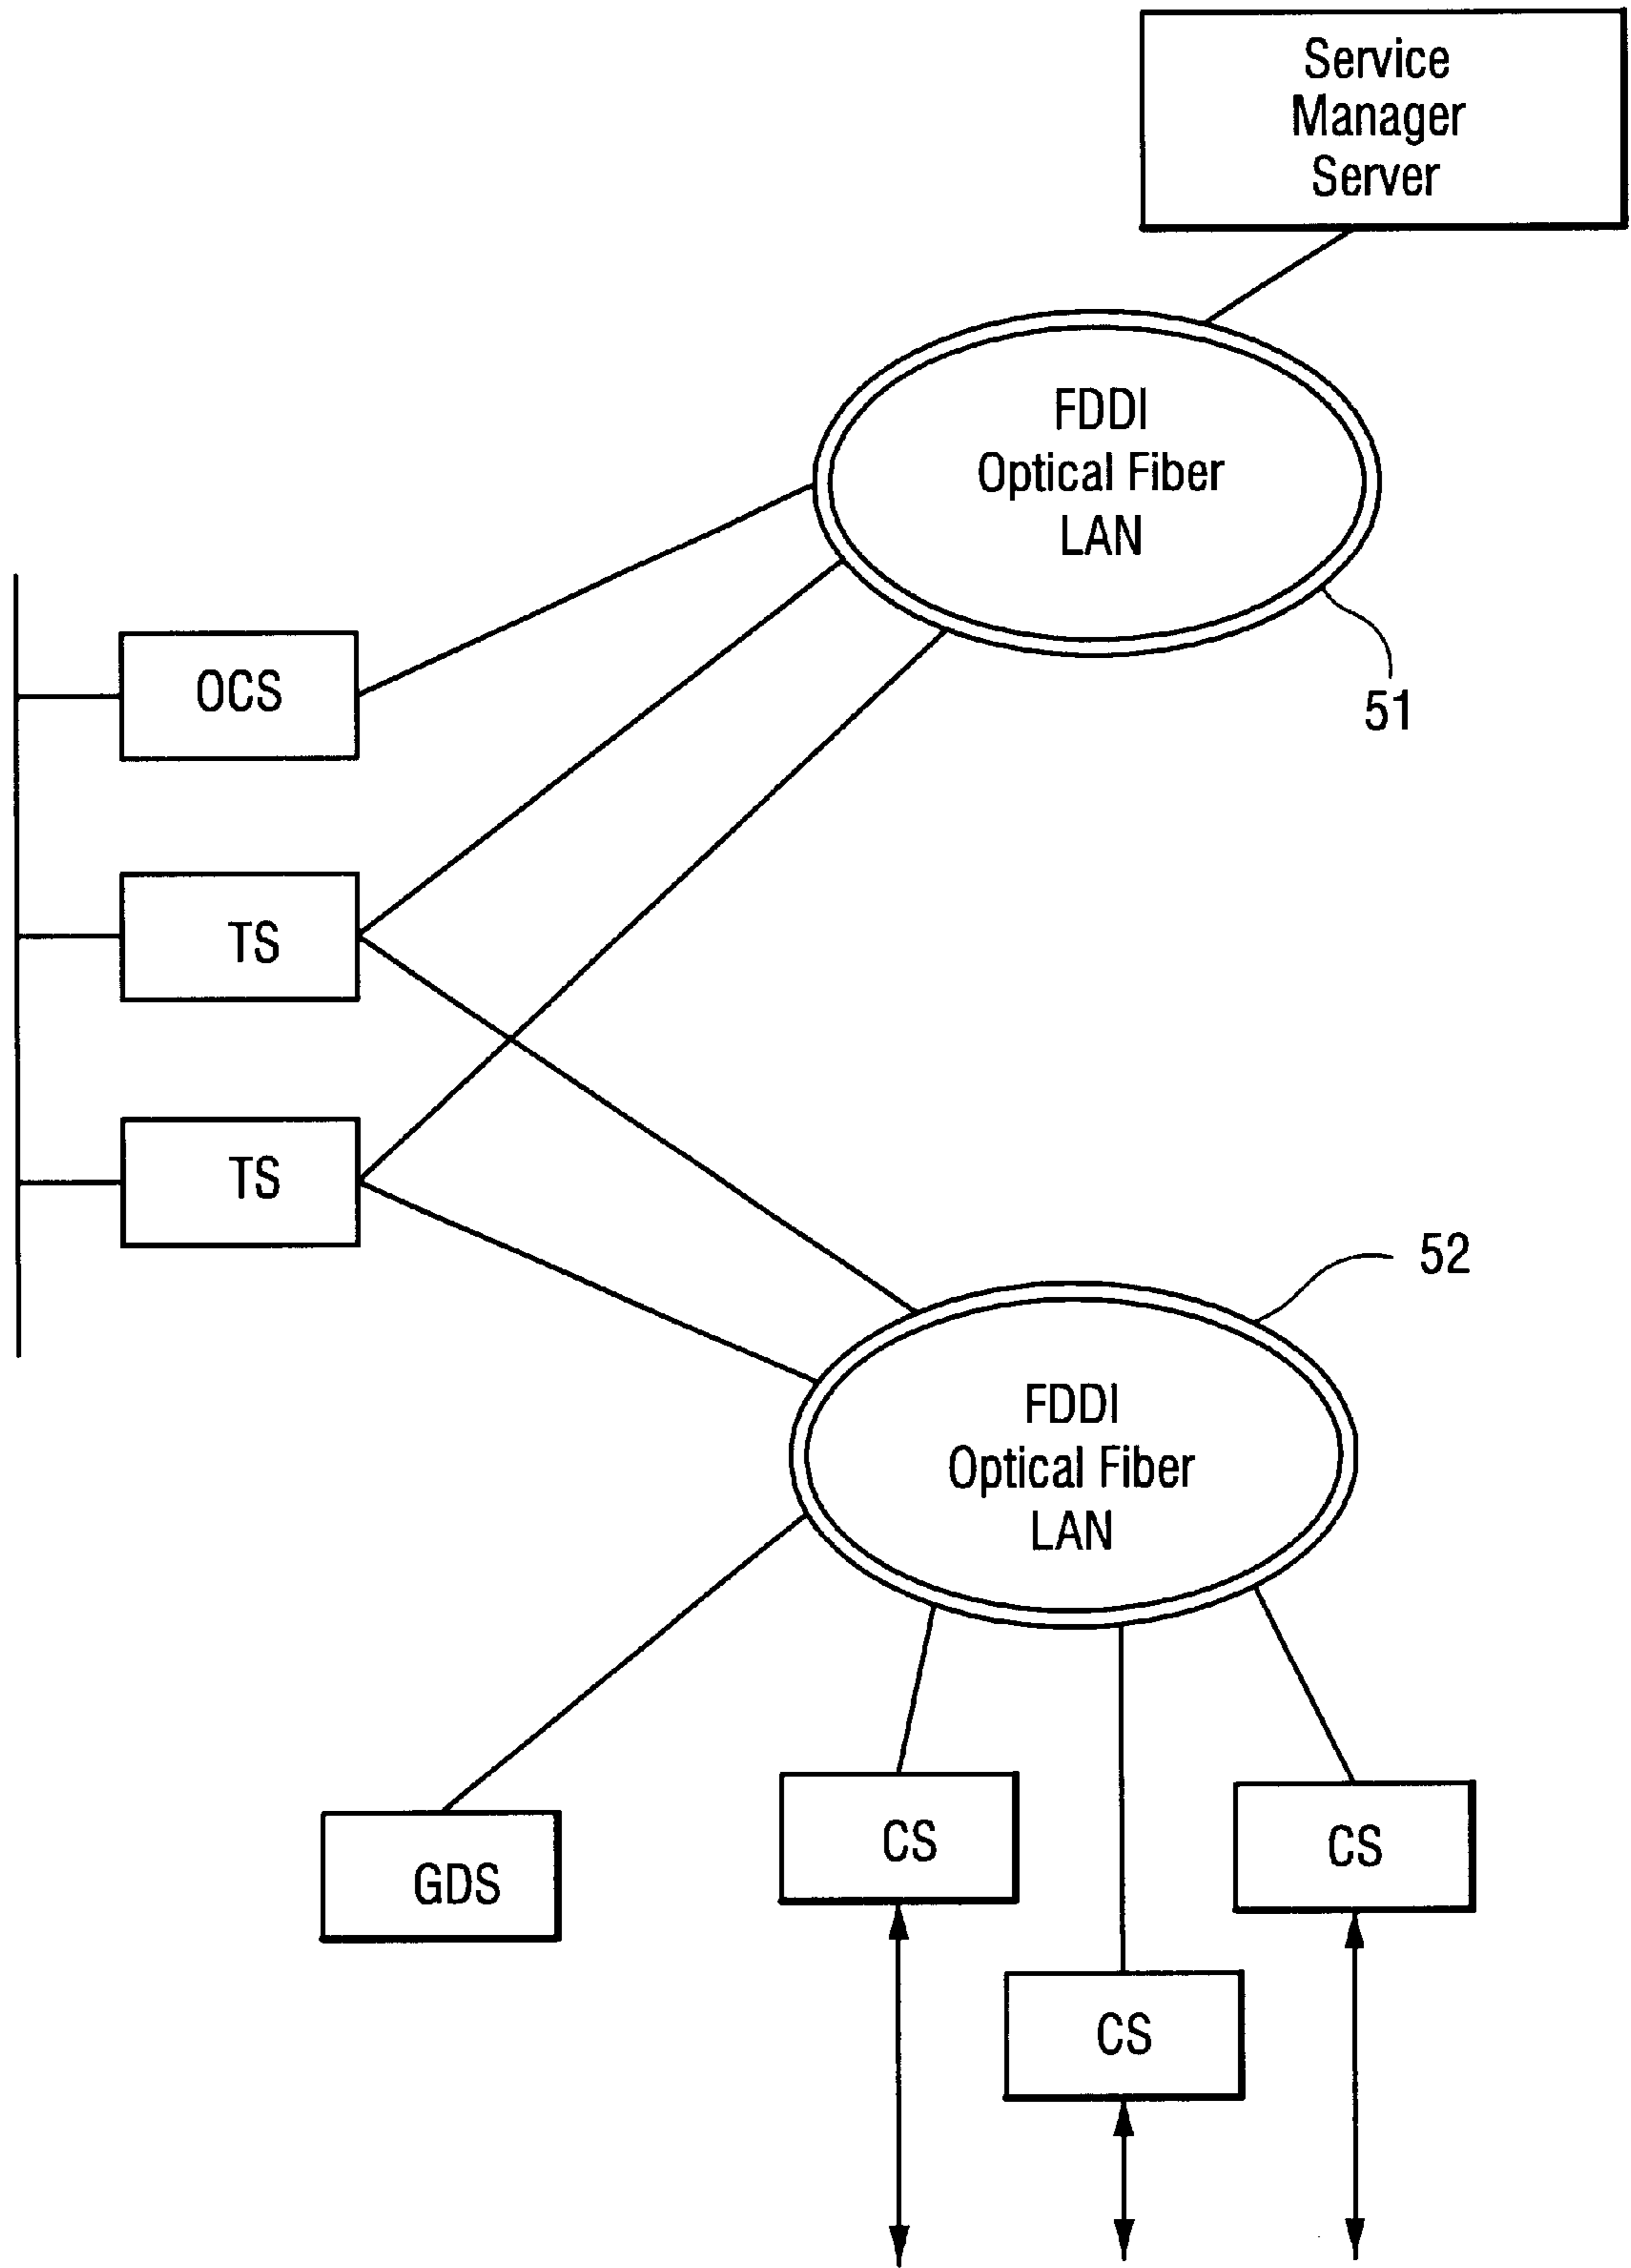 Service
Manager
Server
FDDI
Optical Fiber
LAN
51
OCS
TS
TS
52
FDDI
Optical Fiber
LAN
GDS
CS
CS
CS